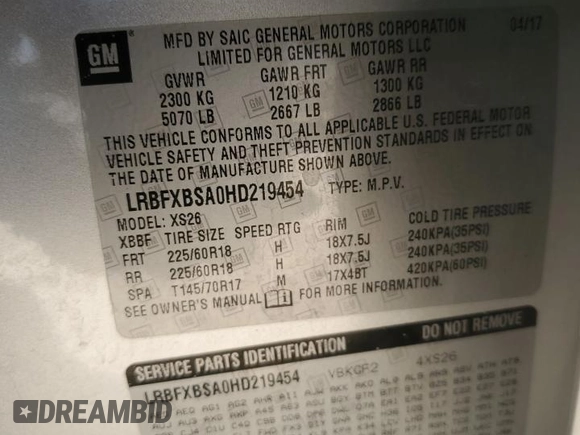 GM
MFD BY SAIC GENERAL MOTORS CORPORATION 04/17
LIMITED FOR GENERAL MOTORS LLC
GVWR GAWR FRT GAWR RR
2300 KG 1210 KG 1300 KG
5070 LB 2667 LB 2866 LB
THIS VEHICLE CONFORMS TO ALL APPLICABLE U.S. FEDERAL MOTOR
VEHICLE SAFETY AND THEFT PREVENTION STANDARDS IN EFFECT ON
THE DATE OF MANUFACTURE SHOWN ABOVE.
LRBFXBSA0HD219454 TYPE: M.P.V.
MODEL: XS26
XBBF TIRE SIZE SPEED RTG RIM COLD TIRE PRESSURE
FRT 225/60R18 H 18X7.5J 240KPA(35PSI)
RR 225/60R18 H 18X7.5J 240KPA(35PSI)
SPA T145/70R17 M 17X4BT 420KPA(60PSI)
SEE OWNER'S MANUAL FOR MORE INFORMATION.
SERVICE PARTS IDENTIFICATION DO NOT REMOVE
LRBFXBSA0HD219454 4XS26
DREAMBID